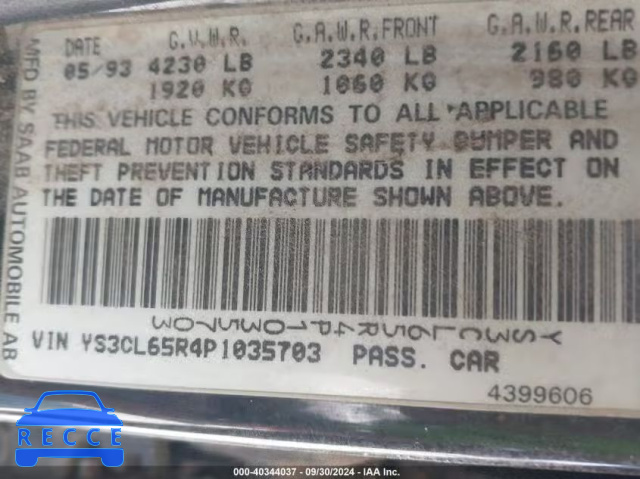 DATE G.V.W.R. G.A.W.R.FRONT G.A.W.R.REAR
05/93 4230 LB 2340 LB 2160 LB
1920 KG 1060 KG 980 KG
THIS VEHICLE CONFORMS TO ALL APPLICABLE
FEDERAL MOTOR VEHICLE SAFETY BUMPER AND
THEFT PREVENTION STANDARDS IN EFFECT ON
THE DATE OF MANUFACTURE SHOWN ABOVE.
MFD BY SAAB AUTOMOBILE AB
YS3CL65R4P1035703
VIN YS3CL65R4P1035703 PASS. CAR
4399606
RECCE
000-40344037 - 09/30/2024 - IAA Inc.